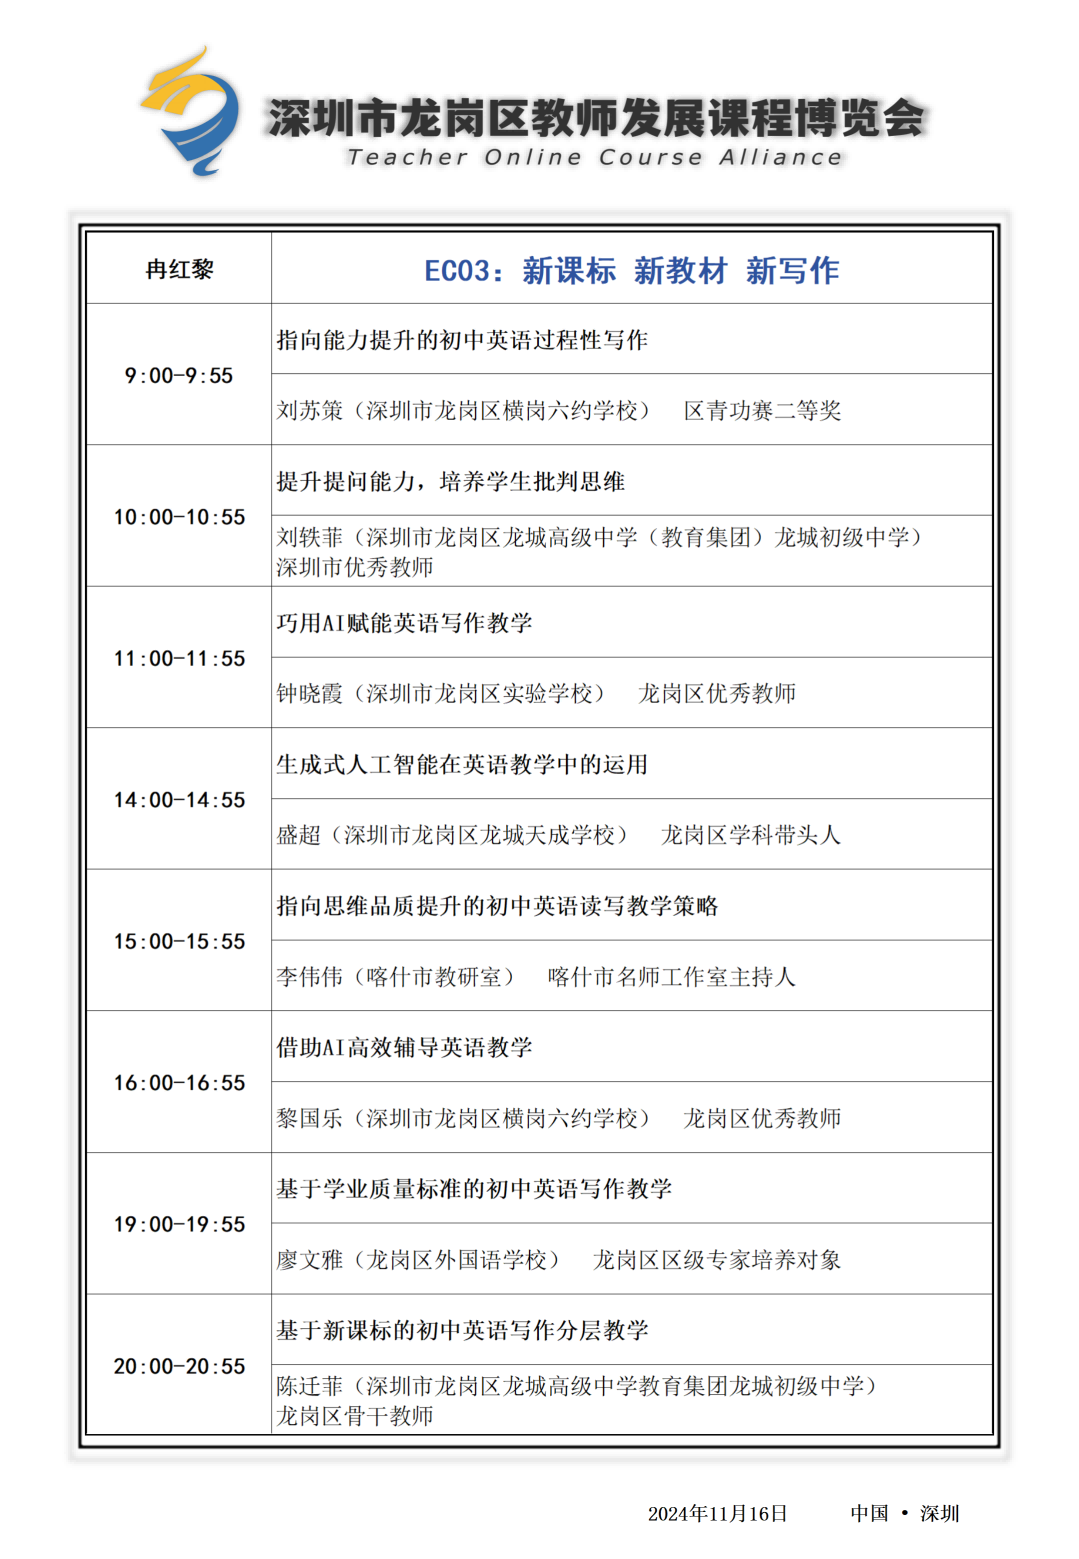 深圳市龙岗区教师发展课程博览会
Teacher Online Course Alliance
冉红黎
EC03：新课标 新教材 新写作
9:00-9:55
指向能力提升的初中英语过程性写作
刘苏策（深圳市龙岗区横岗六约学校） 区青功赛二等奖
10:00-10:55
提升提问能力，培养学生批判思维
刘轶菲（深圳市龙岗区龙城高级中学（教育集团）龙城初级中学）
深圳市优秀教师
11:00-11:55
巧用AI赋能英语写作教学
钟晓霞（深圳市龙岗区实验学校） 龙岗区优秀教师
14:00-14:55
生成式人工智能在英语教学中的运用
盛超（深圳市龙岗区龙城天成学校） 龙岗区学科带头人
15:00-15:55
指向思维品质提升的初中英语读写教学策略
李伟伟（喀什市教研室） 喀什市名师工作室主持人
16:00-16:55
借助AI高效辅导英语教学
黎国乐（深圳市龙岗区横岗六约学校） 龙岗区优秀教师
19:00-19:55
基于学业质量标准的初中英语写作教学
廖文雅（龙岗区外国语学校） 龙岗区区级专家培养对象
20:00-20:55
基于新课标的初中英语写作分层教学
陈迁菲（深圳市龙岗区龙城高级中学教育集团龙城初级中学）
龙岗区骨干教师
2024年11月16日 中国 • 深圳